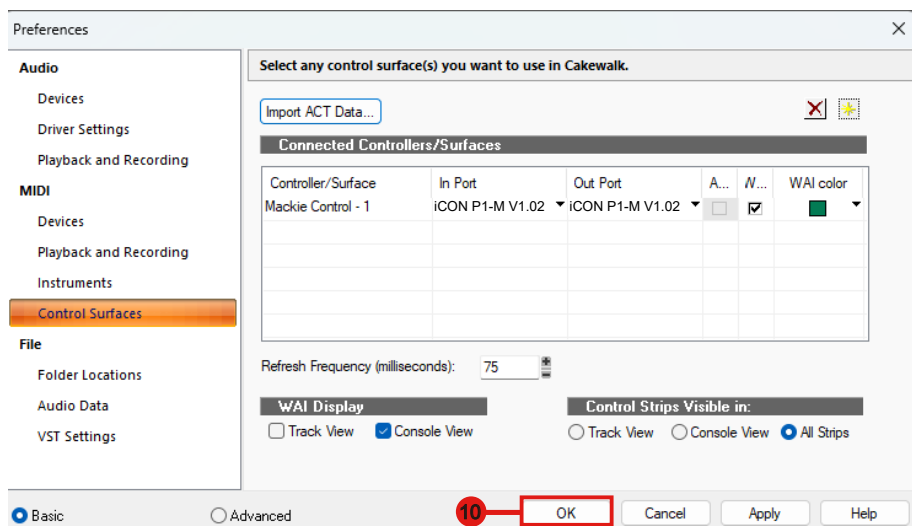 Preferences
Audio
Devices
Driver Settings
Playback and Recording
MIDI
Devices
Playback and Recording
Instruments
Control Surfaces
File
Folder Locations
Audio Data
VST Settings
Select any control surface(s) you want to use in Cakewalk.
Import ACT Data...
Connected Controllers/Surfaces
Controller/Surface In Port Out Port A... W... WAI color
Mackie Control - 1 iCON P1-M V1.02 iCON P1-M V1.02
Refresh Frequency (milliseconds): 75
WAI Display Control Strips Visible in:
Track View Console View Track View Console View All Strips
Basic Advanced 10 OK Cancel Apply Help